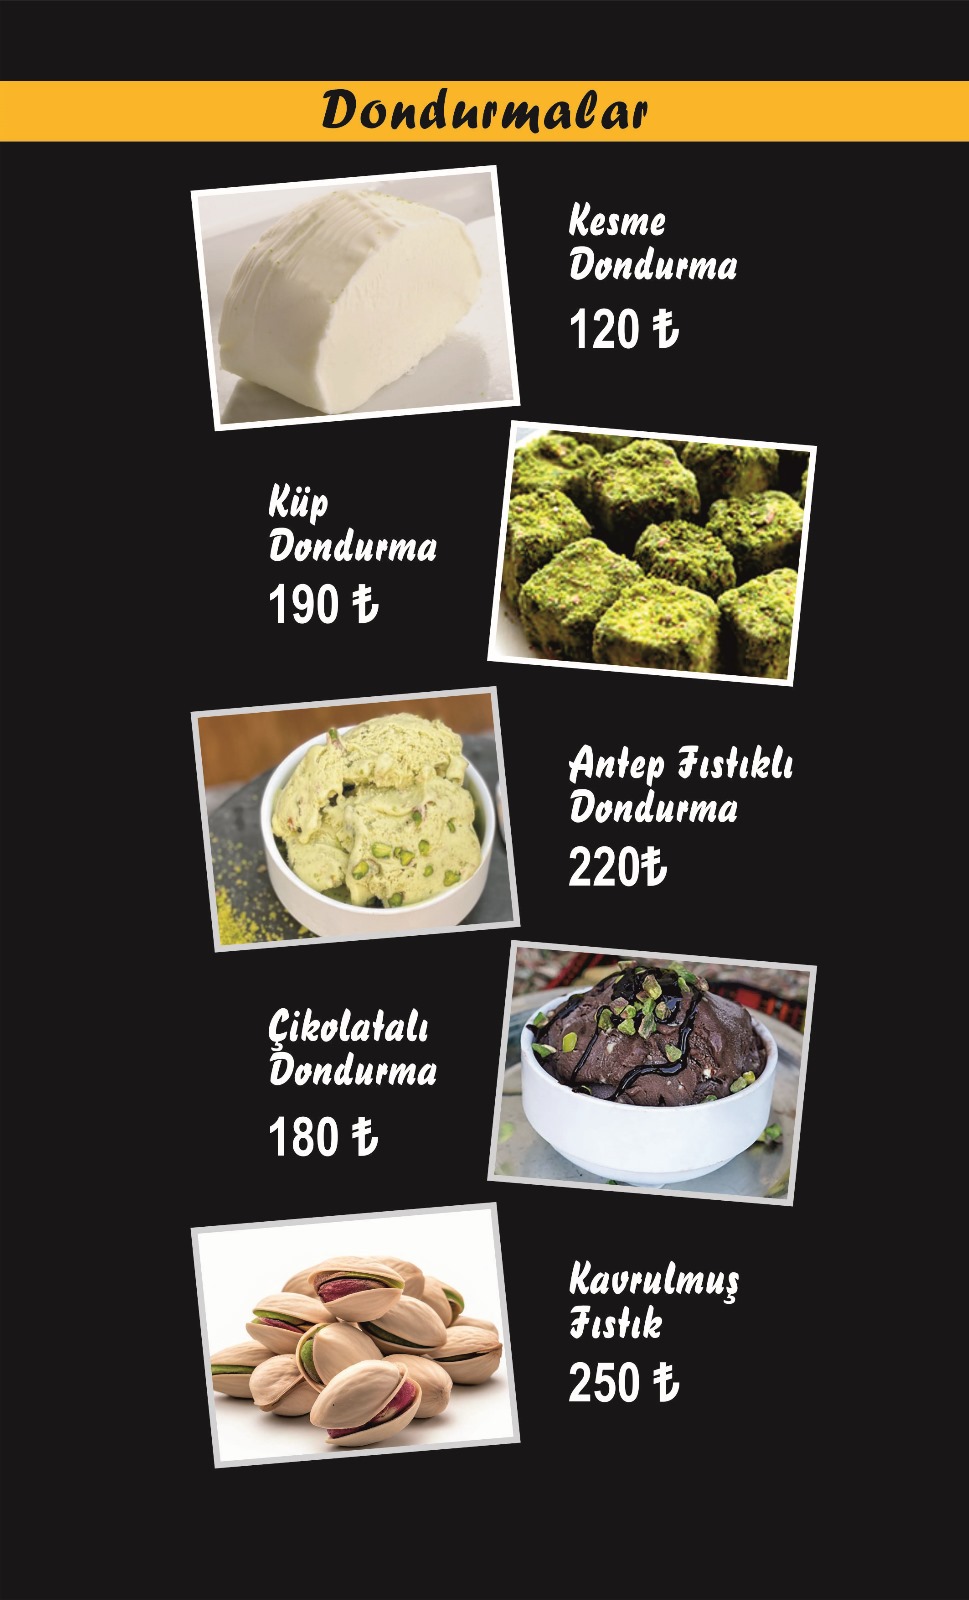 Dondurmalar
Kesme
Dondurma
120 ₺
Küp
Dondurma
190 ₺
Antep Fıstıklı
Dondurma
220₺
Çikolatalı
Dondurma
180 ₺
Kavrulmuş
Fıstık
250 ₺